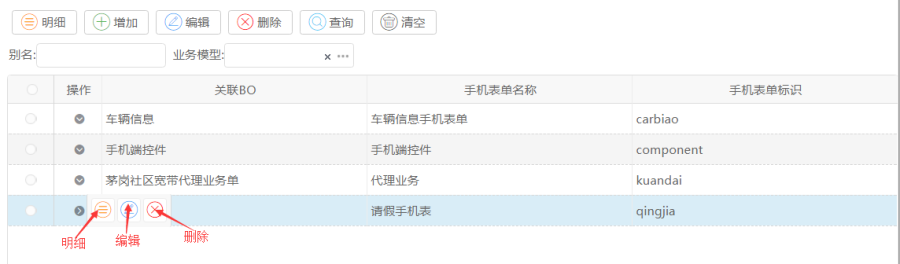 明细 增加 编辑 删除 查询 清空
别名: 业务模型: × ···
操作 关联BO 手机表单名称 手机表单标识
车辆信息 车辆信息手机表单 carbiao
手机端控件 手机端控件 component
茅岗社区宽带代理业务单 代理业务 kuandai
请假手机表 qingjia
明细 编辑 删除